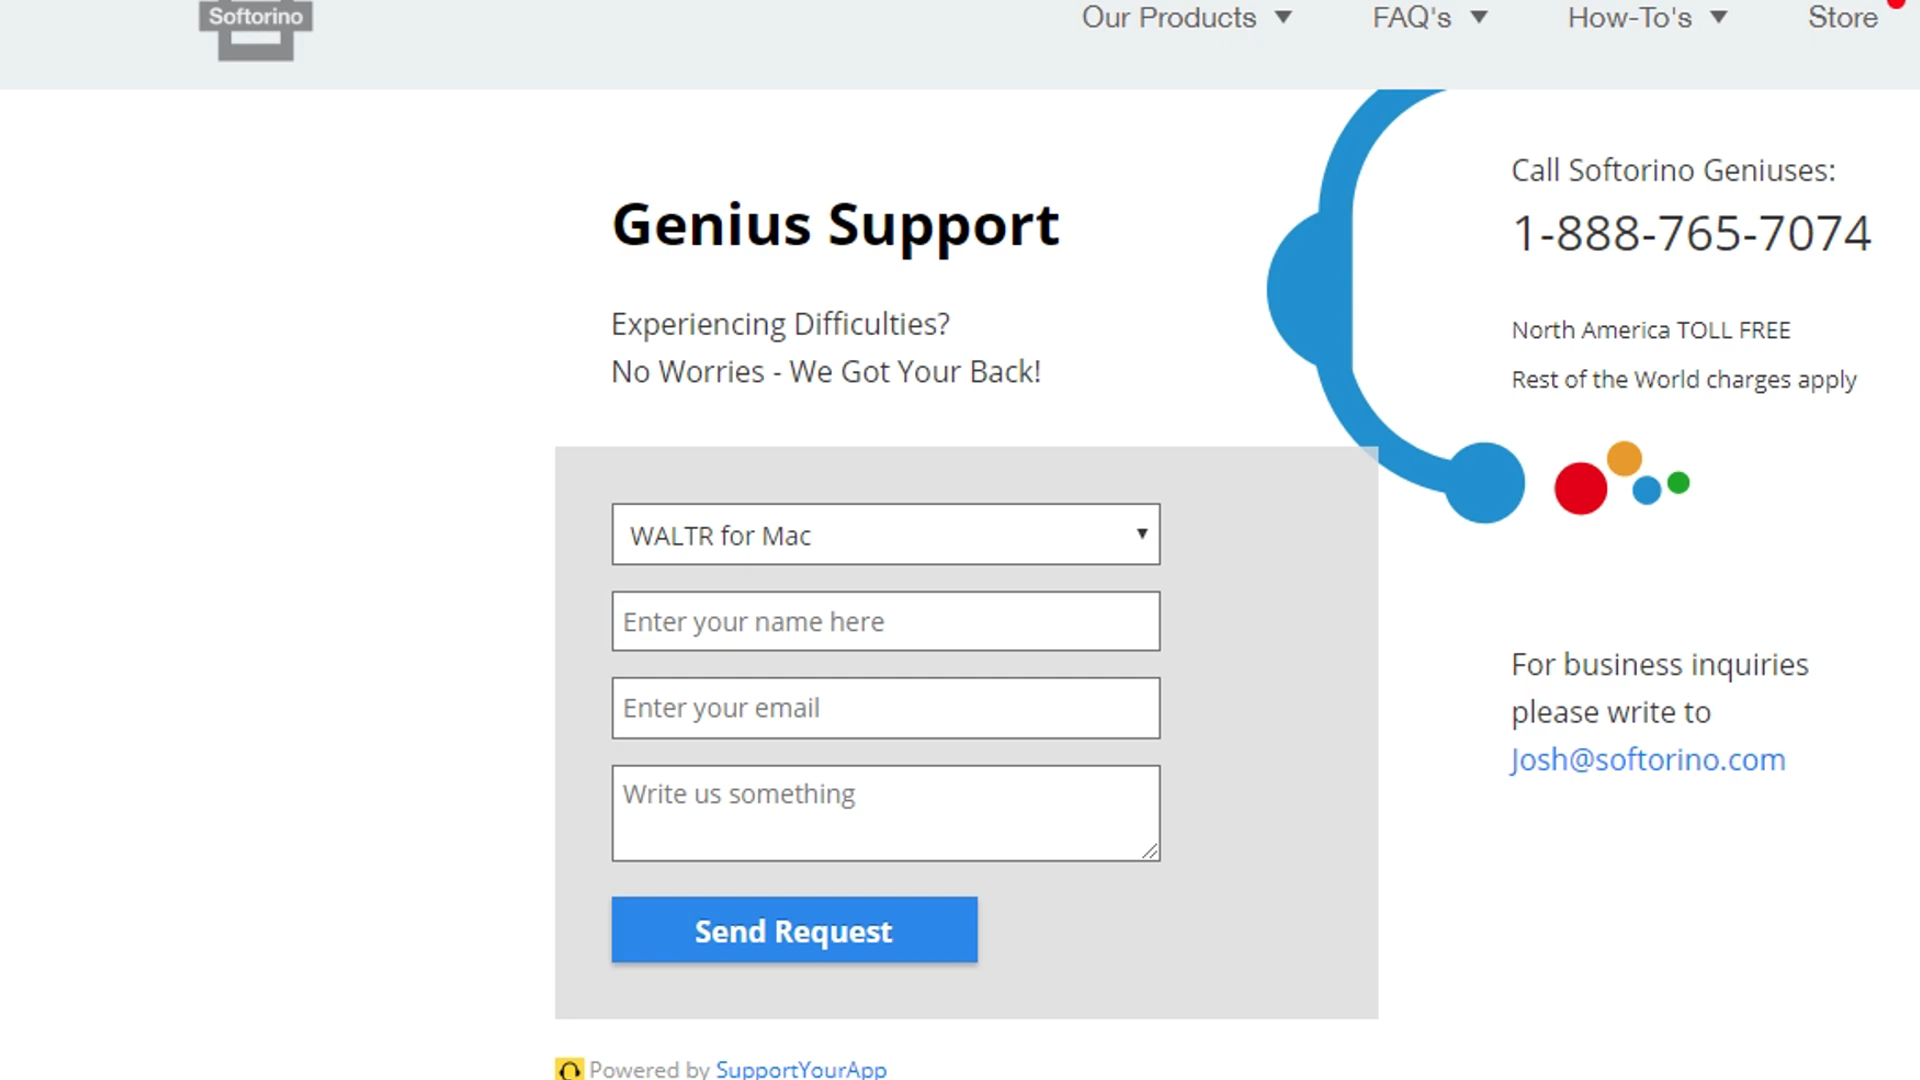 Softorino
Our Products
FAQ's
How-To's
Store
Genius Support
Experiencing Difficulties?
No Worries - We Got Your Back!
WALTR for Mac
Enter your name here
Enter your email
Write us something
Send Request
Powered by SupportYourApp
Call Softorino Geniuses:
1-888-765-7074
North America TOLL FREE
Rest of the World charges apply
For business inquiries
please write to
Josh@softorino.com